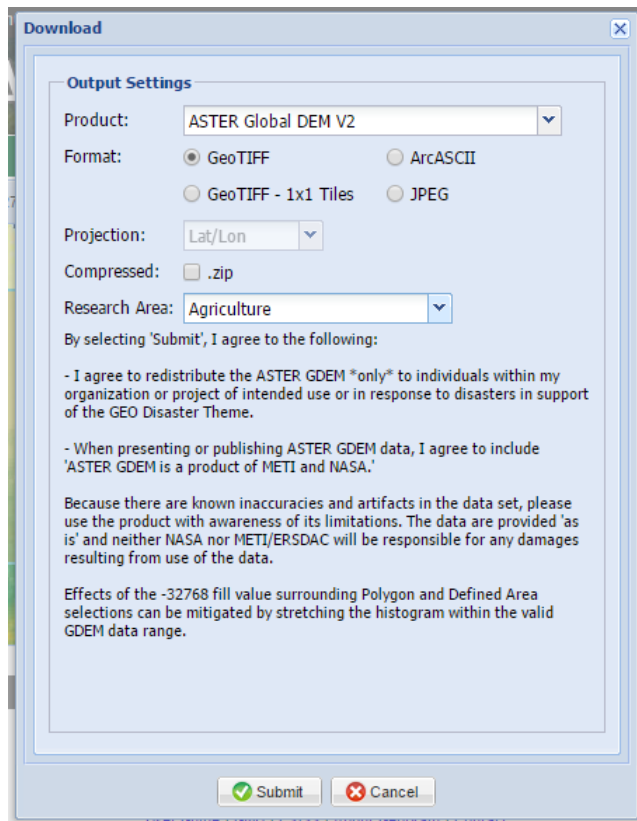 Download
Output Settings
Product: ASTER Global DEM V2
Format: GeoTIFF ArcASCII
GeoTIFF - 1x1 Tiles JPEG
Projection: Lat/Lon
Compressed: .zip
Research Area: Agriculture
By selecting 'Submit', I agree to the following:
- I agree to redistribute the ASTER GDEM *only* to individuals within my
organization or project of intended use or in response to disasters in support
of the GEO Disaster Theme.
- When presenting or publishing ASTER GDEM data, I agree to include
'ASTER GDEM is a product of METI and NASA.'
Because there are known inaccuracies and artifacts in the data set, please
use the product with awareness of its limitations. The data are provided 'as
is' and neither NASA nor METI/ERSDAC will be responsible for any damages
resulting from use of the data.
Effects of the -32768 fill value surrounding Polygon and Defined Area
selections can be mitigated by stretching the histogram within the valid
GDEM data range.
Submit Cancel